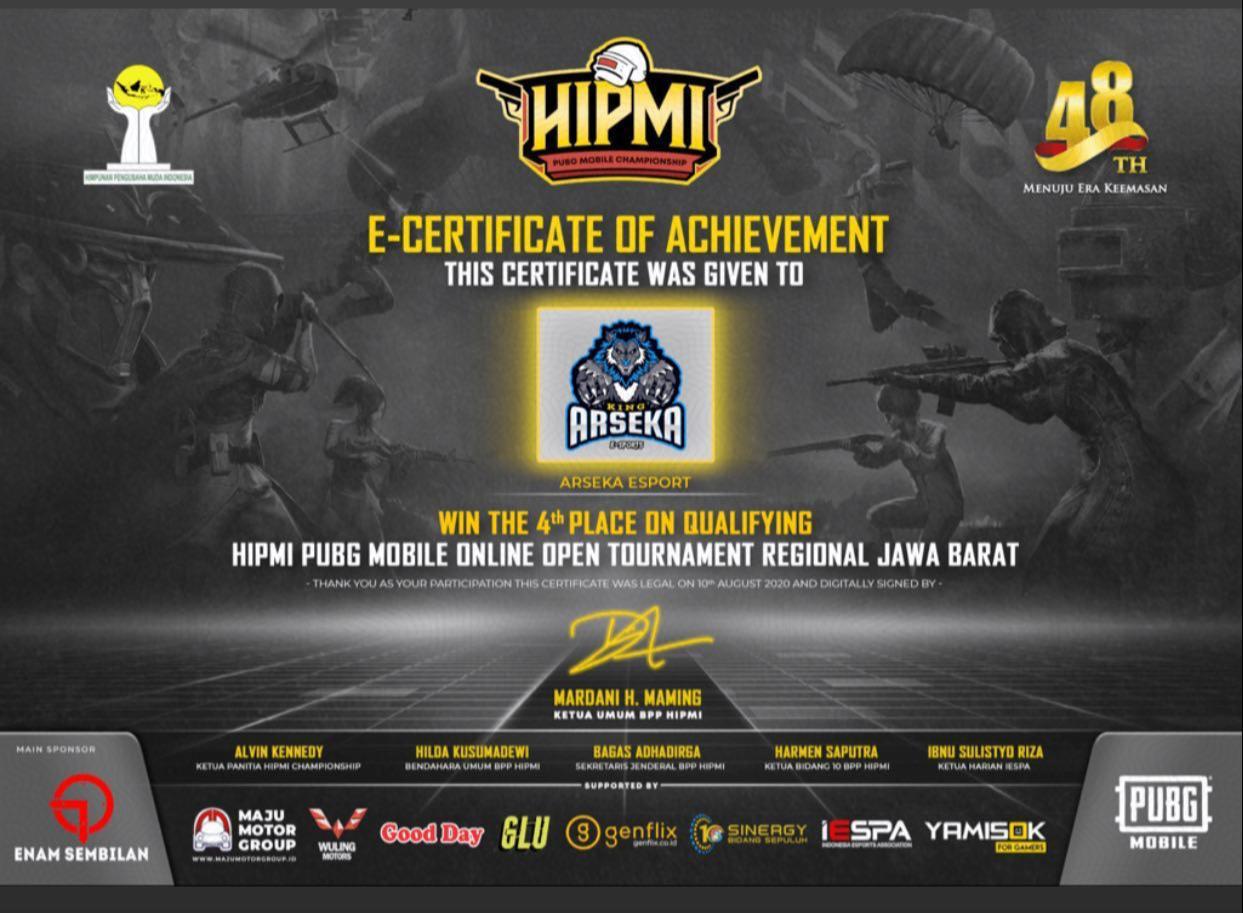 HIMPUNAN PENGUSAHA MUDA INDONESIA
HIPMI
PUBG MOBILE CHAMPIONSHIP
48
TH
MENUJU ERA KEEMASAN
E-CERTIFICATE OF ACHIEVEMENT
THIS CERTIFICATE WAS GIVEN TO
KING
ARSEKA
E-SPORTS
ARSEKA ESPORT
WIN THE 4th PLACE ON QUALIFYING
HIPMI PUBG MOBILE ONLINE OPEN TOURNAMENT REGIONAL JAWA BARAT
- THANK YOU AS YOUR PARTICIPATION THIS CERTIFICATE WAS LEGAL ON 10th AUGUST 2020 AND DIGITALLY SIGNED BY -
MARDANI H. MAMING
KETUA UMUM BPP HIPMI
MAIN SPONSOR
ENAM SEMBILAN
ALVIN KENNEDY
KETUA PANITIA HIPMI CHAMPIONSHIP
HILDA KUSUMADEWI
BENDAHARA UMUM BPP HIPMI
BAGAS ADHADIRGA
SEKRETARIS JENDERAL BPP HIPMI
HARMEN SAPUTRA
KETUA BIDANG 10 BPP HIPMI
IBNU SULISTYO RIZA
KETUA HARIAN IESPA
SUPPORTED BY
MAJU
MOTOR
GROUP
WWW.MAJUMOTORGROUP.ID
WULING
MOTORS
Good Day
GLU
genflix
genflix.co.id
10 SINERGY
BIDANG SEPULUH
IESPA
INDONESIA ESPORTS ASSOCIATION
YAMISOK
FOR GAMERS
PUBG
MOBILE